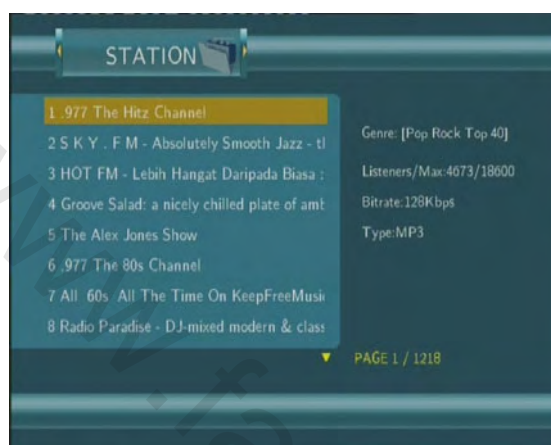 STATION
1 .977 The Hitz Channel
2 S K Y . F M - Absolutely Smooth Jazz - tl
3 HOT FM - Lebih Hangat Daripada Biasa :
4 Groove Salad: a nicely chilled plate of amb
5 The Alex Jones Show
6 .977 The 80s Channel
7 All 60s All The Time On KeepFreeMusic
8 Radio Paradise - DJ-mixed modern & class
Genre: [Pop Rock Top 40]
Listeners/Max:4673/18600
Bitrate:128Kbps
Type:MP3
PAGE 1 / 1218